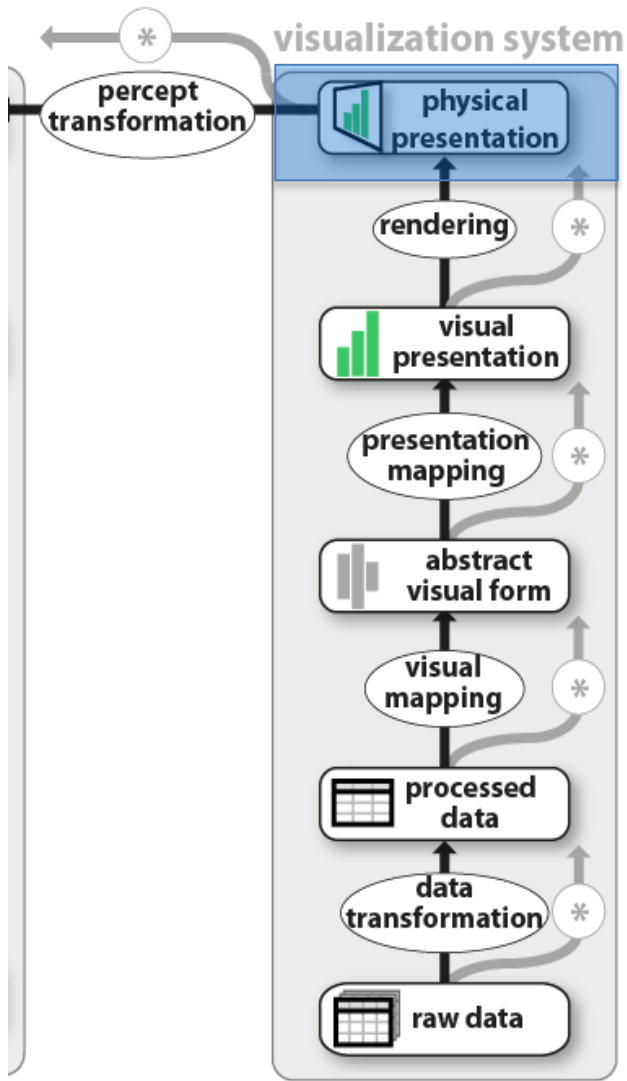 *
visualization system
percept
transformation
physical
presentation
rendering
*
visual
presentation
presentation
mapping
*
abstract
visual form
visual
mapping
*
processed
data
data
transformation
*
raw data